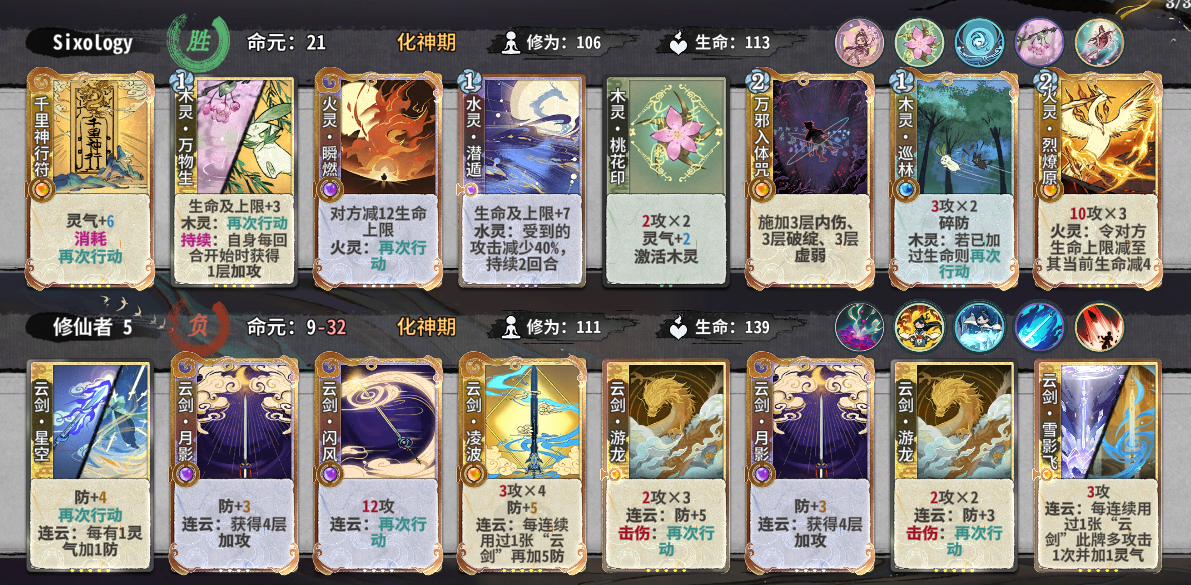 3/3
Sixology
胜
命元：21
化神期
修为：106
生命：113
千里神行符
千里神行
灵气+6
消耗
再次行动
1
木灵·万物生
生命及上限+3
木灵：再次行动
持续：自身每回
合开始时获得
1层加攻
火灵·瞬燃
对方减12生命
上限
火灵：再次行
动
1
水灵·潜遁
生命及上限+7
水灵：受到的
攻击减少40%，
持续2回合
木灵·桃花印
2攻×2
灵气+2
激活木灵
2
万邪入体咒
施加3层内伤、
3层破绽、3层
虚弱
1
木灵·巡林
3攻×2
碎防
木灵：若已加
过生命则再次
行动
2
火灵·烈燎原
10攻×3
火灵：令对方
生命上限减至
其当前生命减4
修仙者 5
负
命元：9-32
化神期
修为：111
生命：139
云剑·星空
防+4
再次行动
连云：每有1灵
气加1防
云剑·月影
防+3
连云：获得4层
加攻
云剑·闪风
12攻
连云：再次行
动
云剑·凌波
3攻×4
防+5
连云：每连续
用过1张“云
剑”再加5防
云剑·游龙
2攻×3
连云：防+5
击伤：再次行
动
云剑·月影
防+3
连云：获得4层
加攻
云剑·游龙
2攻×2
连云：防+3
击伤：再次行
动
云剑·雪影飞
3攻
连云：每连续用
过1张“云
剑”此牌多攻击
1次并加1灵气